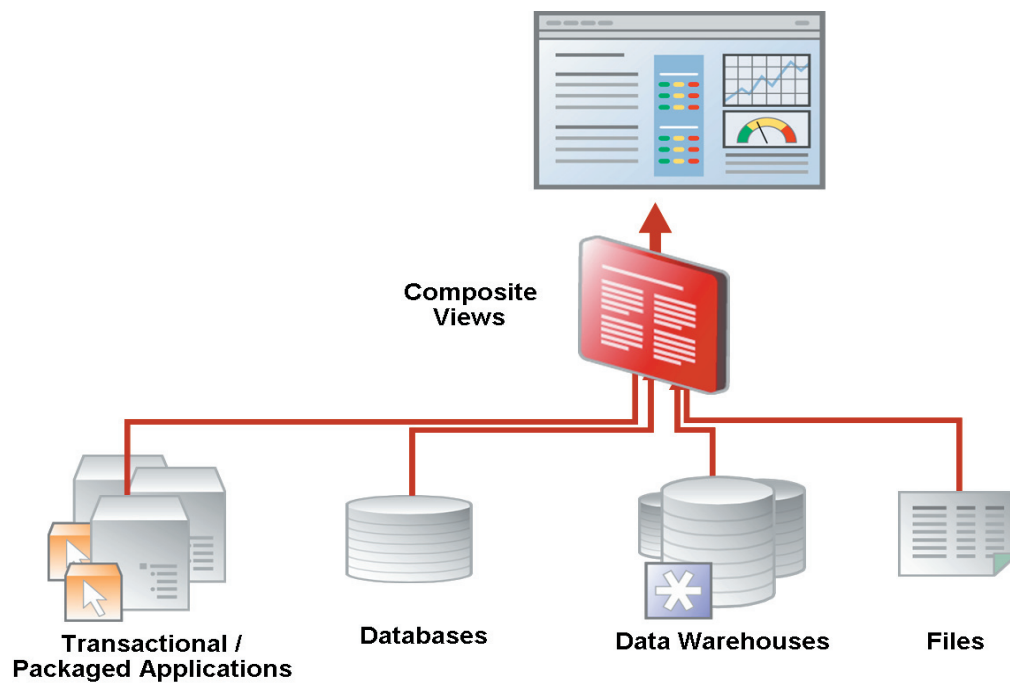 Composite
Views
Transactional /
Packaged Applications
Databases
Data Warehouses
Files